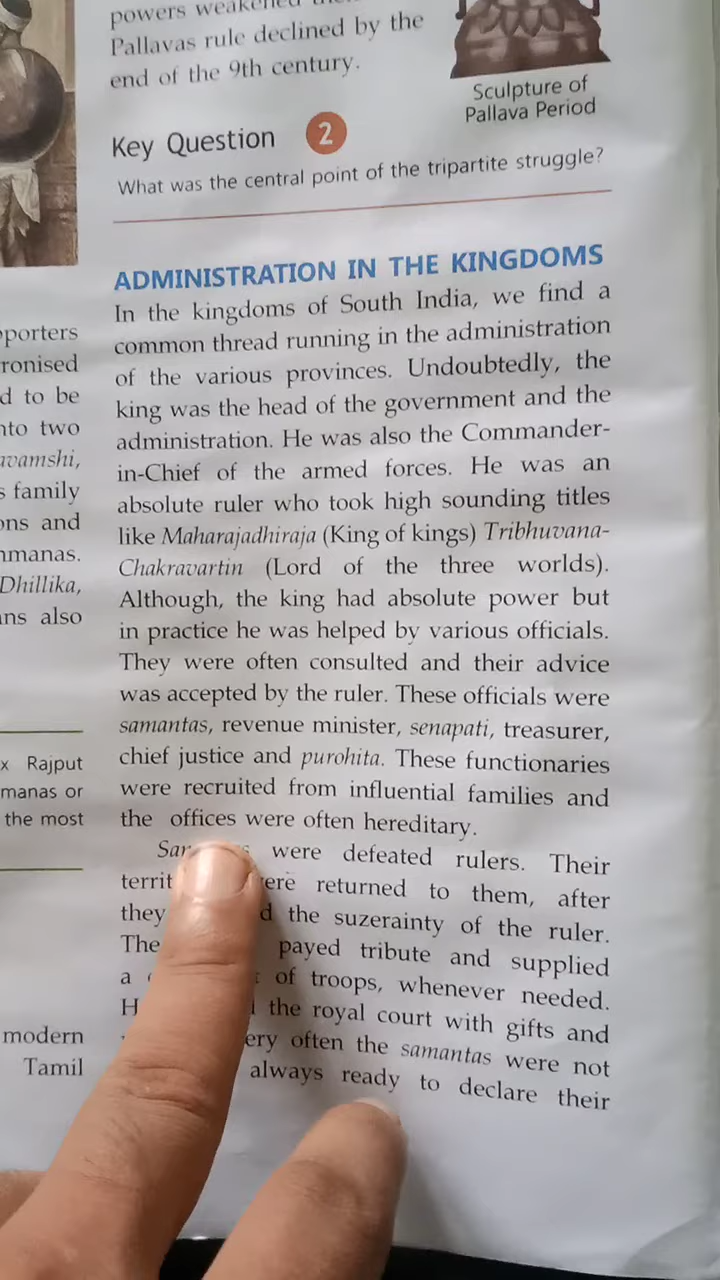 porters
ronised
d to be
nto two
avamshi,
s family
ons and
manas.
Dhillika,
ns also
x Rajput
manas or
the most
modern
Tamil
powers weakened
Pallavas rule declined by the
end of the 9th century.
Sculpture of
Pallava Period
Key Question 2
What was the central point of the tripartite struggle?
ADMINISTRATION IN THE KINGDOMS
In the kingdoms of South India, we find a
common thread running in the administration
of the various provinces. Undoubtedly, the
king was the head of the government and the
administration. He was also the Commander-
in-Chief of the armed forces. He was an
absolute ruler who took high sounding titles
like Maharajadhiraja (King of kings) Tribhuvana-
Chakravartin (Lord of the three worlds).
Although, the king had absolute power but
in practice he was helped by various officials.
They were often consulted and their advice
was accepted by the ruler. These officials were
samantas, revenue minister, senapati, treasurer,
chief justice and purohita. These functionaries
were recruited from influential families and
the offices were often hereditary.
were defeated rulers. Their
were returned to them, after
they the suzerainty of the ruler.
payed tribute and supplied
a of troops, whenever needed.
the royal court with gifts and
ery often the samantas were not
always ready to declare their